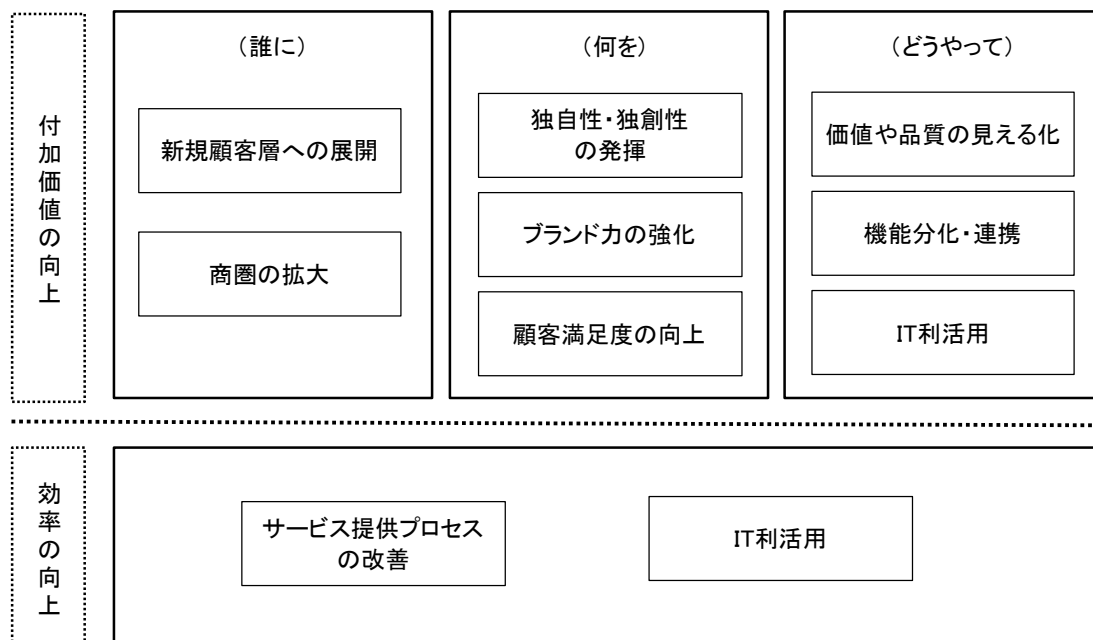 付加価値の向上
（誰に）
新規顧客層への展開
商圏の拡大
（何を）
独自性・独創性
の発揮
ブランド力の強化
顧客満足度の向上
（どうやって）
価値や品質の見える化
機能分化・連携
IT利活用
効率の向上
サービス提供プロセス
の改善
IT利活用